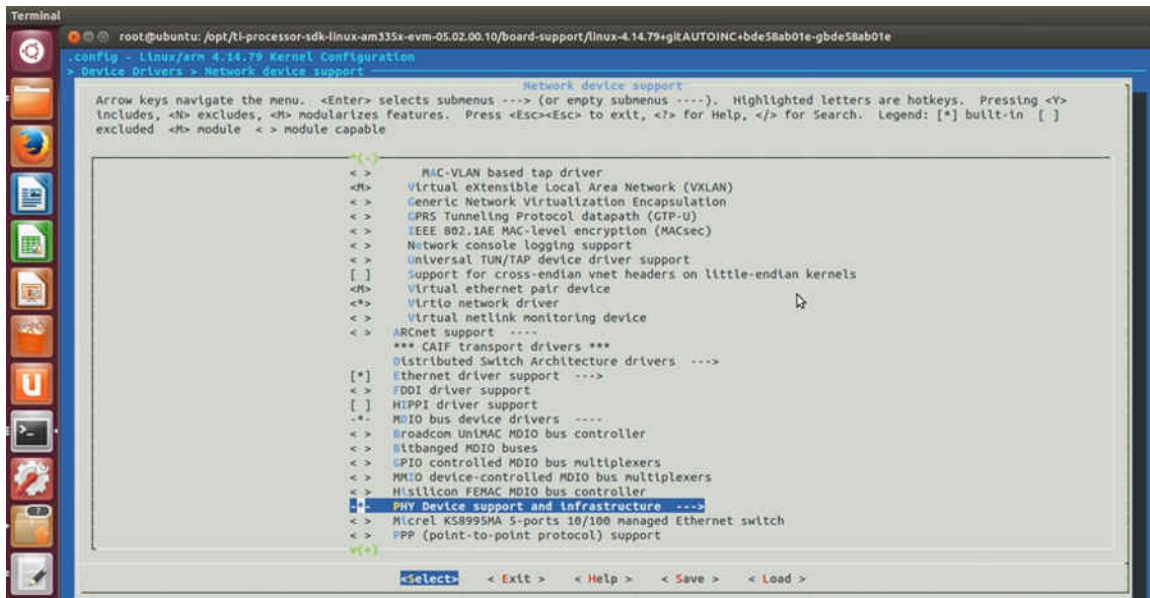 Terminal
root@ubuntu: /opt/ti-processor-sdk-linux-am335x-evm-05.02.00.10/board-support/linux-4.14.79+gitAUTOINC+bde58ab01e-gbde58ab01e
.config - Linux/arm 4.14.79 Kernel Configuration
> Device Drivers > Network device support
Network device support
Arrow keys navigate the menu. <Enter> selects submenus ---> (or empty submenus ----). Highlighted letters are hotkeys. Pressing <Y>
includes, <N> excludes, <M> modularizes features. Press <Esc><Esc> to exit, <?> for Help, </> for Search. Legend: [*] built-in [ ]
excluded <M> module < > module capable
^(-)
< > MAC-VLAN based tap driver
<M> Virtual eXtensible Local Area Network (VXLAN)
< > Generic Network Virtualization Encapsulation
< > GPRS Tunneling Protocol datapath (GTP-U)
< > IEEE 802.1AE MAC-level encryption (MACsec)
< > Network console logging support
< > Universal TUN/TAP device driver support
[ ] Support for cross-endian vnet headers on little-endian kernels
<M> Virtual ethernet pair device
<*> Virtio network driver
< > Virtual netlink monitoring device
< > ARCnet support ----
*** CAIF transport drivers ***
Distributed Switch Architecture drivers --->
[*] Ethernet driver support --->
< > FDDI driver support
[ ] HIPPI driver support
-*- MDIO bus device drivers ----
< > Broadcom UniMAC MDIO bus controller
< > Bitbanged MDIO buses
< > GPIO controlled MDIO bus multiplexers
< > MMIO device-controlled MDIO bus multiplexers
< > Hisilicon FEMAC MDIO bus controller
-*- PHY Device support and infrastructure --->
< > Micrel KS8995MA 5-ports 10/100 managed Ethernet switch
< > PPP (point-to-point protocol) support
v(+)
<Select> < Exit > < Help > < Save > < Load >